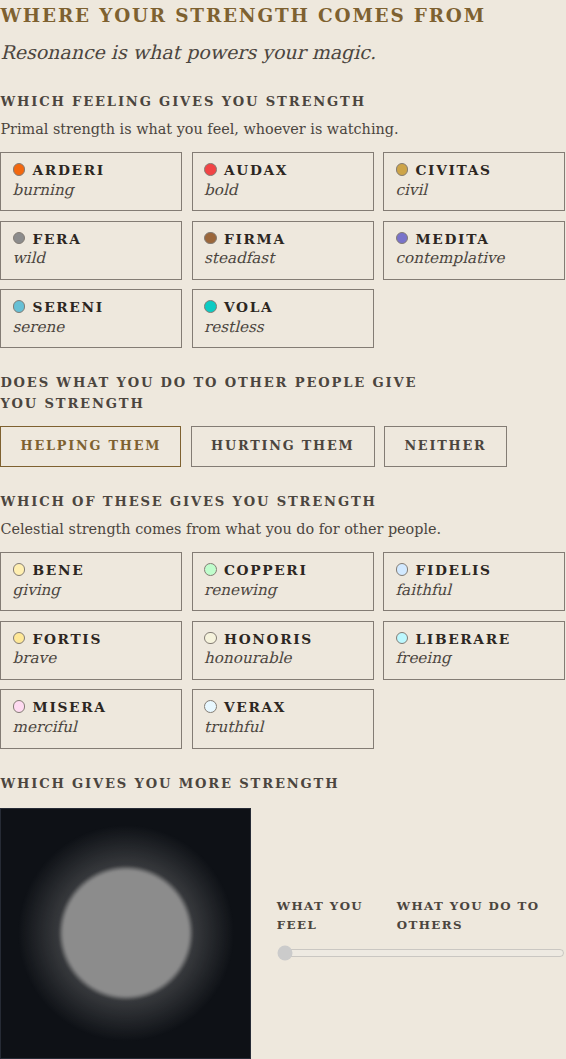 WHERE YOUR STRENGTH COMES FROM
Resonance is what powers your magic.
WHICH FEELING GIVES YOU STRENGTH
Primal strength is what you feel, whoever is watching.
ARDERI
burning
AUDAX
bold
CIVITAS
civil
FERA
wild
FIRMA
steadfast
MEDITA
contemplative
SERENI
serene
VOLA
restless
DOES WHAT YOU DO TO OTHER PEOPLE GIVE
YOU STRENGTH
HELPING THEM
HURTING THEM
NEITHER
WHICH OF THESE GIVES YOU STRENGTH
Celestial strength comes from what you do for other people.
BENE
giving
COPPERI
renewing
FIDELIS
faithful
FORTIS
brave
HONORIS
honourable
LIBERARE
freeing
MISERA
merciful
VERAX
truthful
WHICH GIVES YOU MORE STRENGTH
WHAT YOU
FEEL
WHAT YOU DO TO
OTHERS